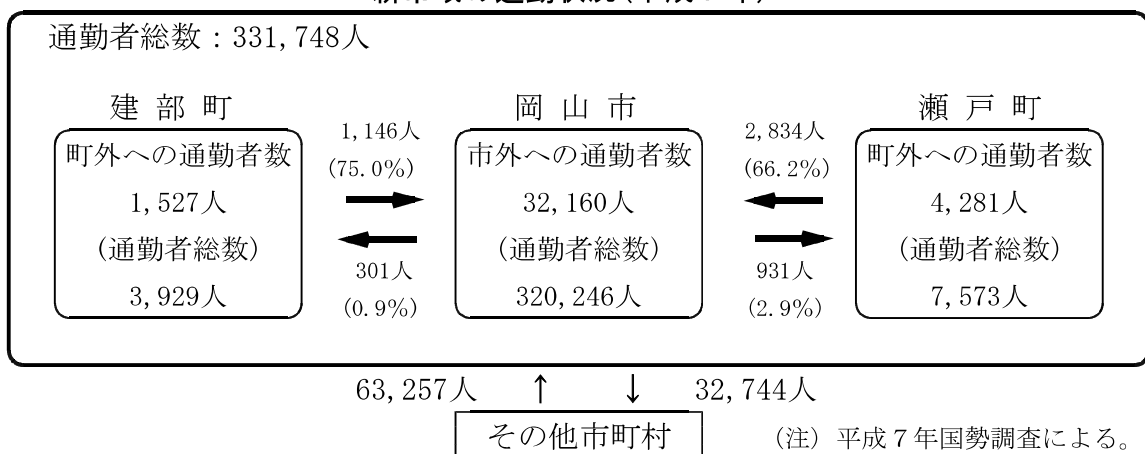 通勤者総数：331,748人
建部町
岡山市
瀬戸町
町外への通勤者数
1,527人
(通勤者総数)
3,929人
1,146人
(75.0%)
301人
(0.9%)
市外への通勤者数
32,160人
(通勤者総数)
320,246人
2,834人
(66.2%)
931人
(2.9%)
町外への通勤者数
4,281人
(通勤者総数)
7,573人
63,257人 ↑ ↓ 32,744人
その他市町村
(注) 平成７年国勢調査による。